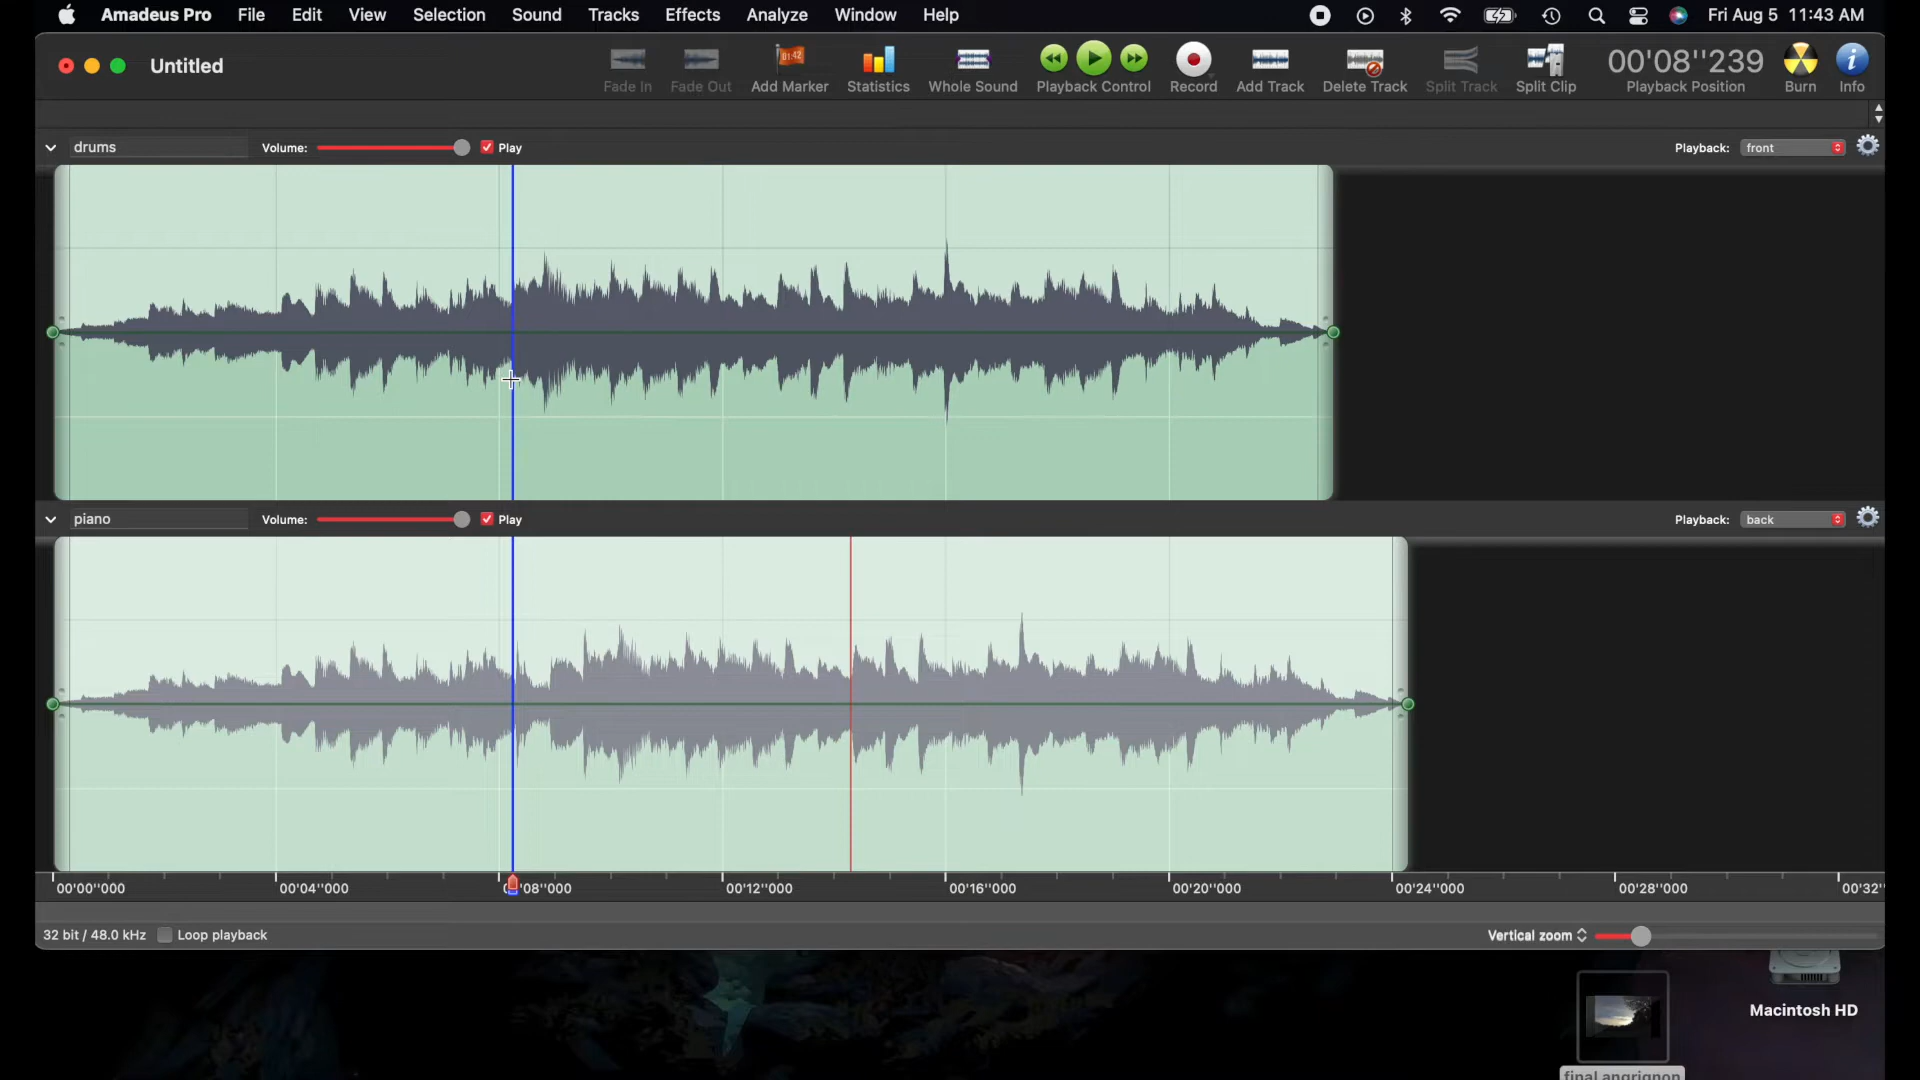 Amadeus Pro File Edit View Selection Sound Tracks Effects Analyze Window Help Fri Aug 5 11:43 AM
Untitled
01:42
00'08''239
Fade In Fade Out Add Marker Statistics Whole Sound Playback Control Record Add Track Delete Track Split Track Split Clip Playback Position Burn Info
drums Volume: Play Playback: front
piano Volume: Play Playback: back
00'00''000 00'04''000 08''000 00'12''000 00'16''000 00'20''000 00'24''000 00'28''000 00'32''
32 bit / 48.0 kHz Loop playback Vertical zoom
Macintosh HD
final angrignon